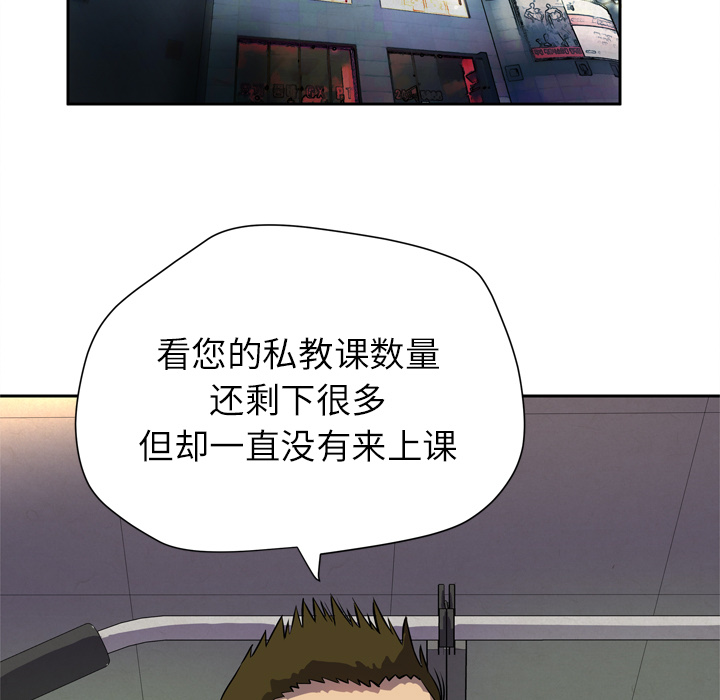 看您的私教课数量
还剩下很多
但却一直没有来上课